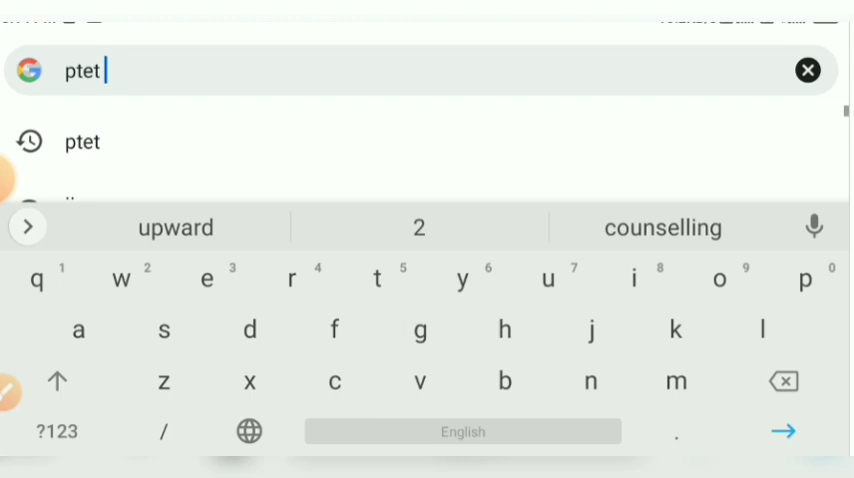 ptet
ptet
upward 2 counselling
q 1 w 2 e 3 r 4 t 5 y 6 u 7 i 8 o 9 p 0
a s d f g h j k l
z x c v b n m
?123 / English .